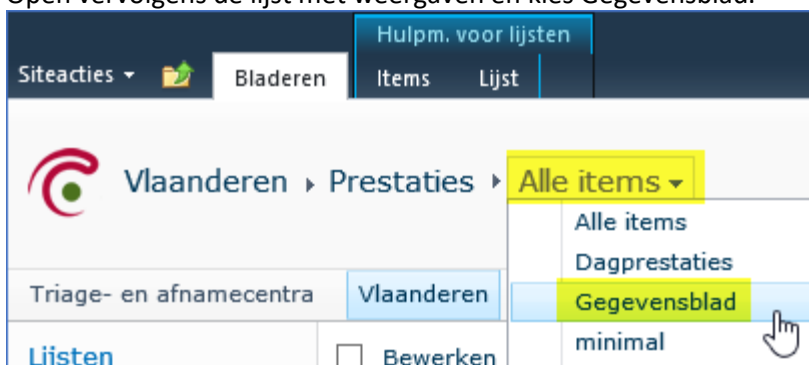 Open vervolgens de lijst met weergaven en kies Gegevensblad.
Hulpm. voor lijsten
Siteacties Bladeren Items Lijst
Vlaanderen Prestaties Alle items
Alle items
Dagprestaties
Triage- en afnamecentra Vlaanderen Gegevensblad
minimal
Lijsten Bewerken